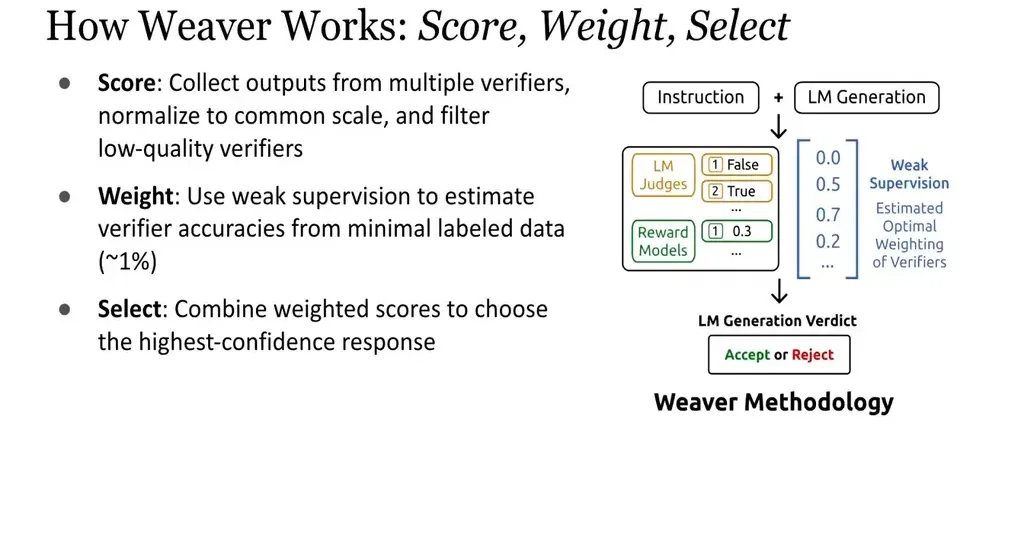 How Weaver Works: Score, Weight, Select
● Score: Collect outputs from multiple verifiers,
normalize to common scale, and filter
low-quality verifiers
● Weight: Use weak supervision to estimate
verifier accuracies from minimal labeled data
(~1%)
● Select: Combine weighted scores to choose
the highest-confidence response
Instruction + LM Generation
LM
Judges
1 False
2 True
...
Reward
Models
1 0.3
...
0.0
0.5
0.7
0.2
...
Weak
Supervision
Estimated
Optimal
Weighting
of Verifiers
LM Generation Verdict
Accept or Reject
Weaver Methodology